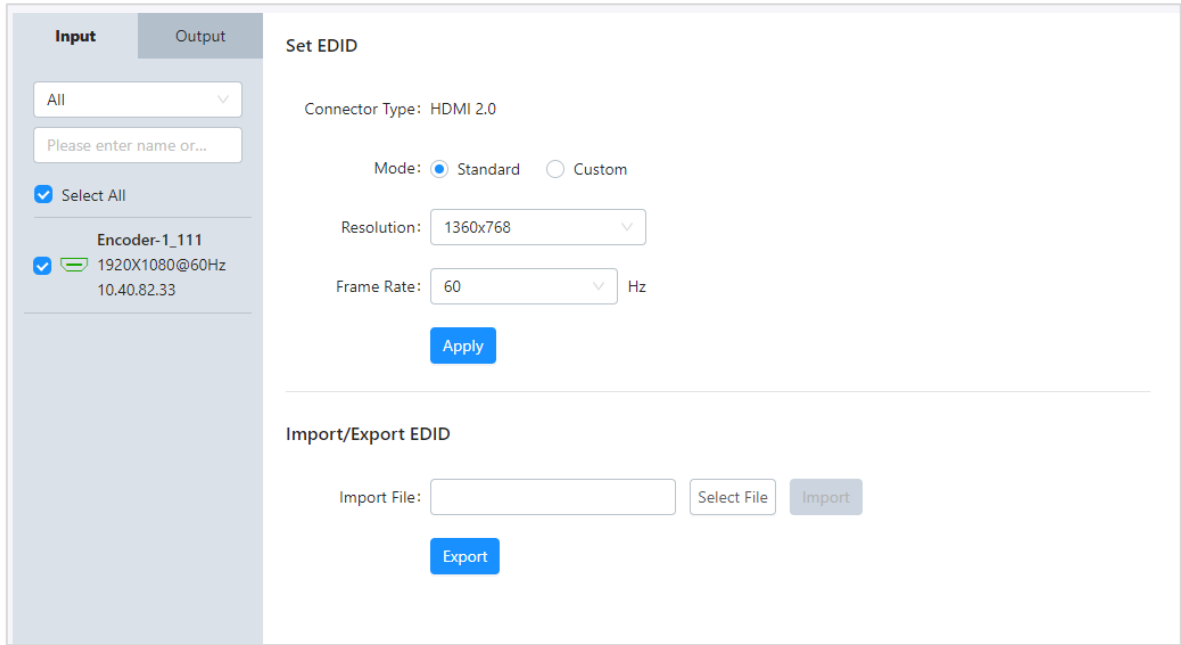 Input Output
All
Please enter name or...
Select All
Encoder-1_111
1920X1080@60Hz
10.40.82.33
Set EDID
Connector Type: HDMI 2.0
Mode: Standard Custom
Resolution: 1360x768
Frame Rate: 60 Hz
Apply
Import/Export EDID
Import File: Select File Import
Export